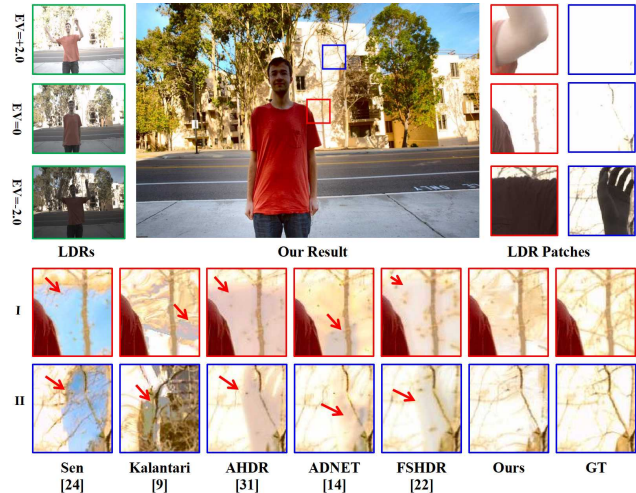 EV=+2.0
EV=0
EV=-2.0
LDRs
Our Result
LDR Patches
I
II
Sen
[24]
Kalantari
[9]
AHDR
[31]
ADNET
[14]
FSHDR
[22]
Ours
GT
ONLY